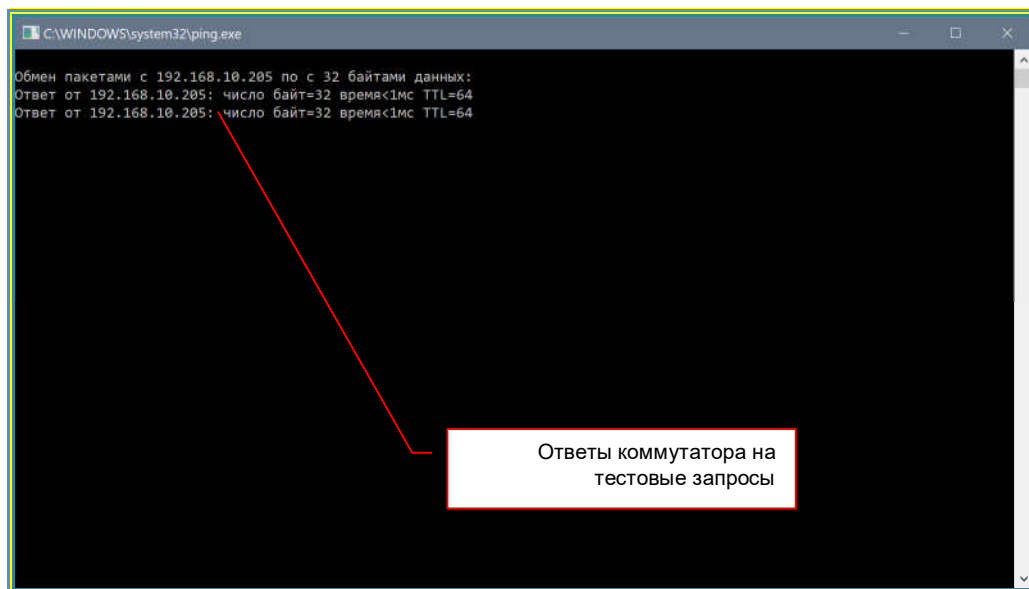 C:\WINDOWS\system32\ping.exe
Обмен пакетами с 192.168.10.205 по с 32 байтами данных:
Ответ от 192.168.10.205: число байт=32 время<1мс TTL=64
Ответ от 192.168.10.205: число байт=32 время<1мс TTL=64
Ответы коммутатора на
тестовые запросы